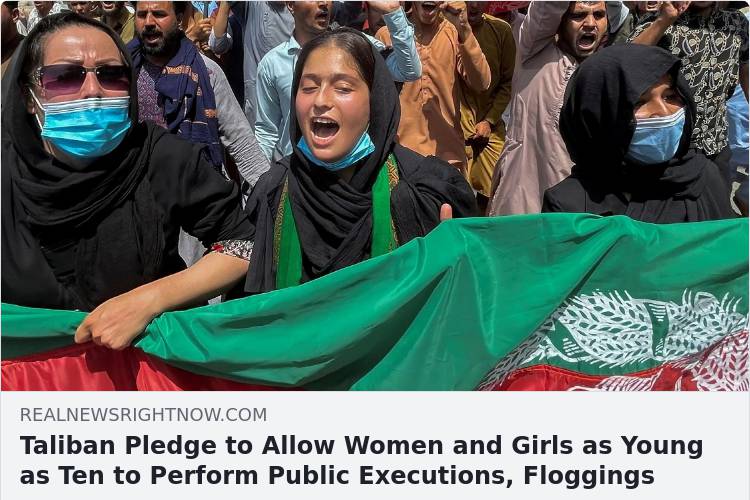 REALNEWSRIGHTNOW.COM
Taliban Pledge to Allow Women and Girls as Young
as Ten to Perform Public Executions, Floggings